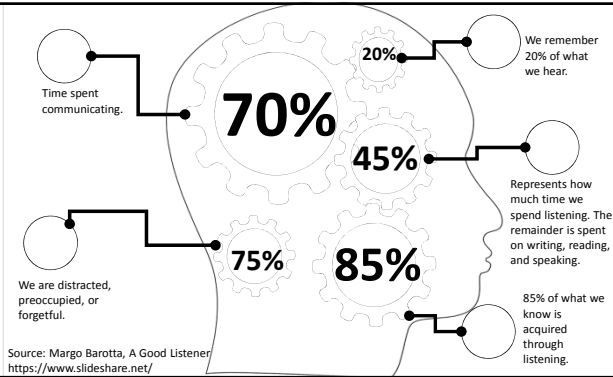 20%
We remember
20% of what
we hear.
Time spent
communicating.
70%
45%
Represents how
much time we
spend listening. The
remainder is spent
on writing, reading,
and speaking.
75%
85%
We are distracted,
preoccupied, or
forgetful.
85% of what we
know is
acquired
through
listening.
Source: Margo Barotta, A Good Listener
https://www.slideshare.net/